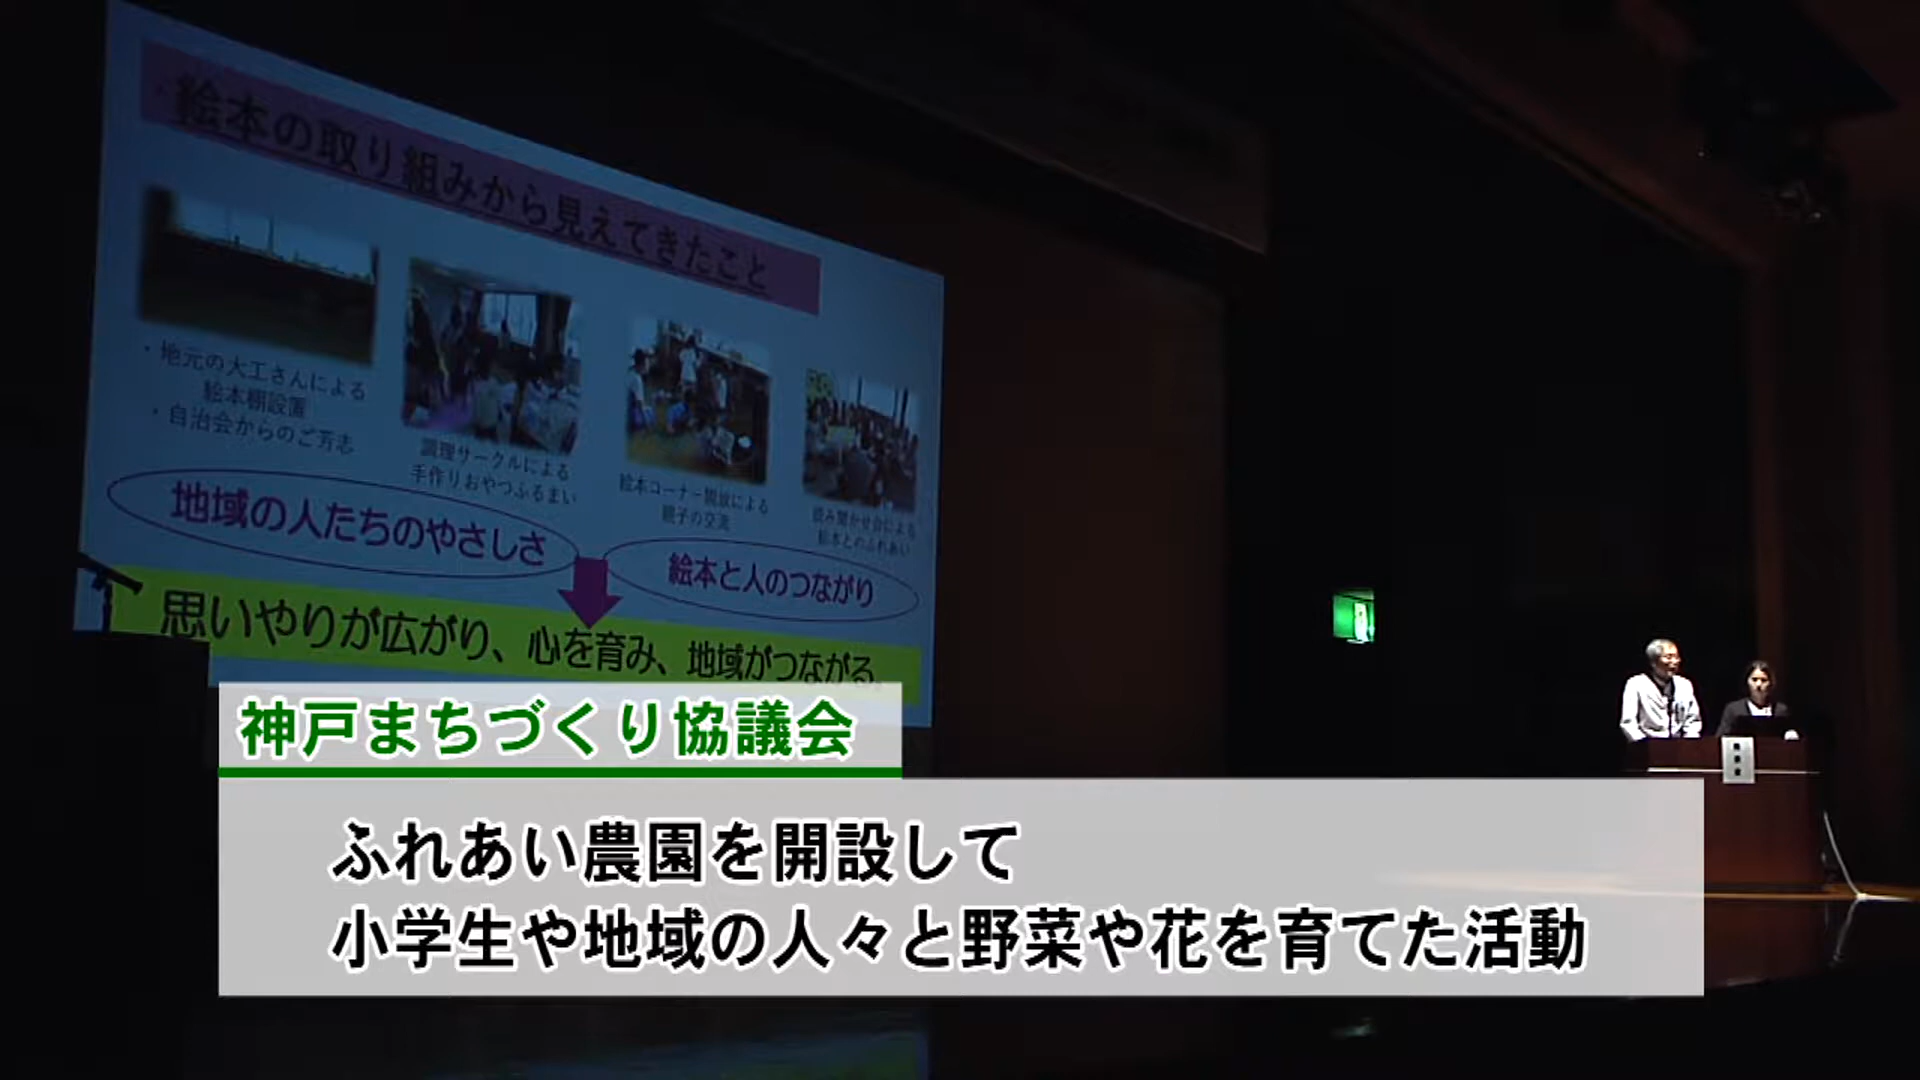 絵本の取り組みから見えてきたこと
・地元の大工さんによる
絵本棚設置
・自治会からのご芳志
調理サークルによる
手作りおやつふるまい
絵本コーナー開放による
親子の交流
読み聞かせ会による
絵本とのふれあい
地域の人たちのやさしさ
絵本と人のつながり
思いやりが広がり、心を育み、地域がつながる。
神戸まちづくり協議会
ふれあい農園を開設して
小学生や地域の人々と野菜や花を育てた活動